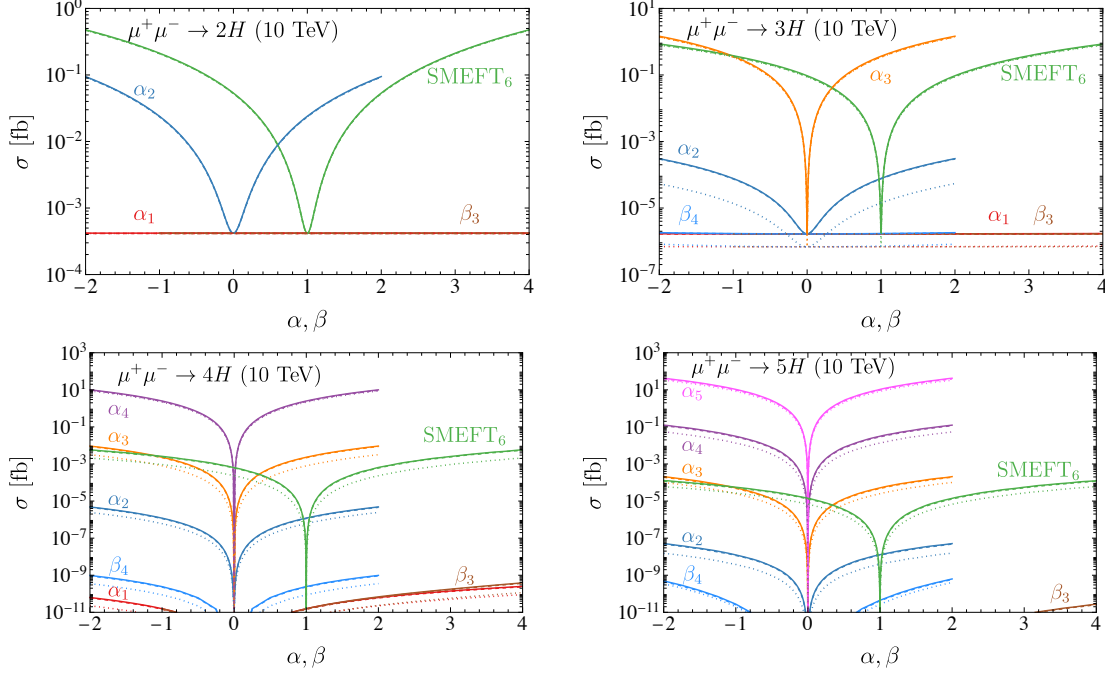 μ⁺μ⁻ → 2H (10 TeV)
10⁰
10⁻¹
10⁻²
10⁻³
10⁻⁴
σ [fb]
α₂
SMEFT₆
α₁
β₃
−2 −1 0 1 2 3 4
α, β
μ⁺μ⁻ → 3H (10 TeV)
10¹
10⁻¹
10⁻³
10⁻⁵
10⁻⁷
σ [fb]
α₃
SMEFT₆
α₂
β₄
α₁
β₃
−2 −1 0 1 2 3 4
α, β
μ⁺μ⁻ → 4H (10 TeV)
10³
10¹
10⁻¹
10⁻³
10⁻⁵
10⁻⁷
10⁻⁹
10⁻¹¹
σ [fb]
α₄
α₃
SMEFT₆
α₂
β₄
α₁
β₃
−2 −1 0 1 2 3 4
α, β
μ⁺μ⁻ → 5H (10 TeV)
10³
10¹
10⁻¹
10⁻³
10⁻⁵
10⁻⁷
10⁻⁹
10⁻¹¹
σ [fb]
α₅
α₄
α₃
SMEFT₆
α₂
β₄
β₃
−2 −1 0 1 2 3 4
α, β